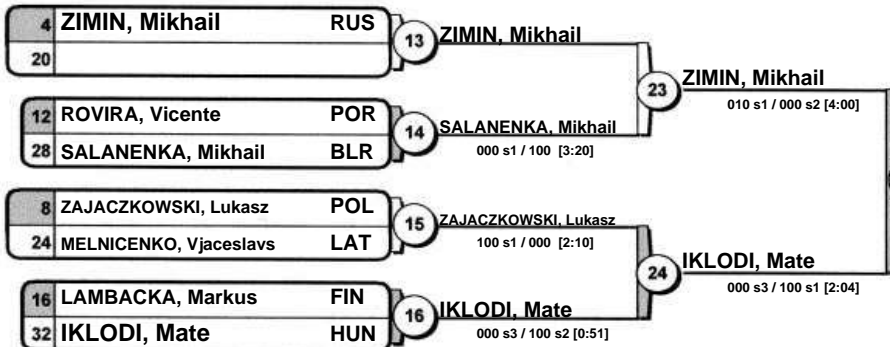 4 ZIMIN, Mikhail RUS
20
13 ZIMIN, Mikhail
12 ROVIRA, Vicente POR
28 SALANENKA, Mikhail BLR
14 SALANENKA, Mikhail
000 s1 / 100 [3:20]
23 ZIMIN, Mikhail
010 s1 / 000 s2 [4:00]
8 ZAJACZKOWSKI, Lukasz POL
24 MELNICENKO, Vjaceslavs LAT
15 ZAJACZKOWSKI, Lukasz
100 s1 / 000 [2:10]
16 LAMBACKA, Markus FIN
32 IKLODI, Mate HUN
16 IKLODI, Mate
000 s3 / 100 s2 [0:51]
24 IKLODI, Mate
000 s3 / 100 s1 [2:04]